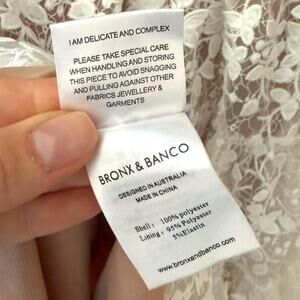 I AM DELICATE AND COMPLEX
PLEASE TAKE SPECIAL CARE
WHEN HANDLING AND STORING
THIS PIECE TO AVOID SNAGGING
AND PULLING AGAINST OTHER
FABRICS JEWELLERY &
GARMENTS
BRONX & BANCO
DESIGNED IN AUSTRALIA
MADE IN CHINA
Shell: 100% polyester
Lining: 95% Polyester
5% Elastin
www.bronxandbanco.com